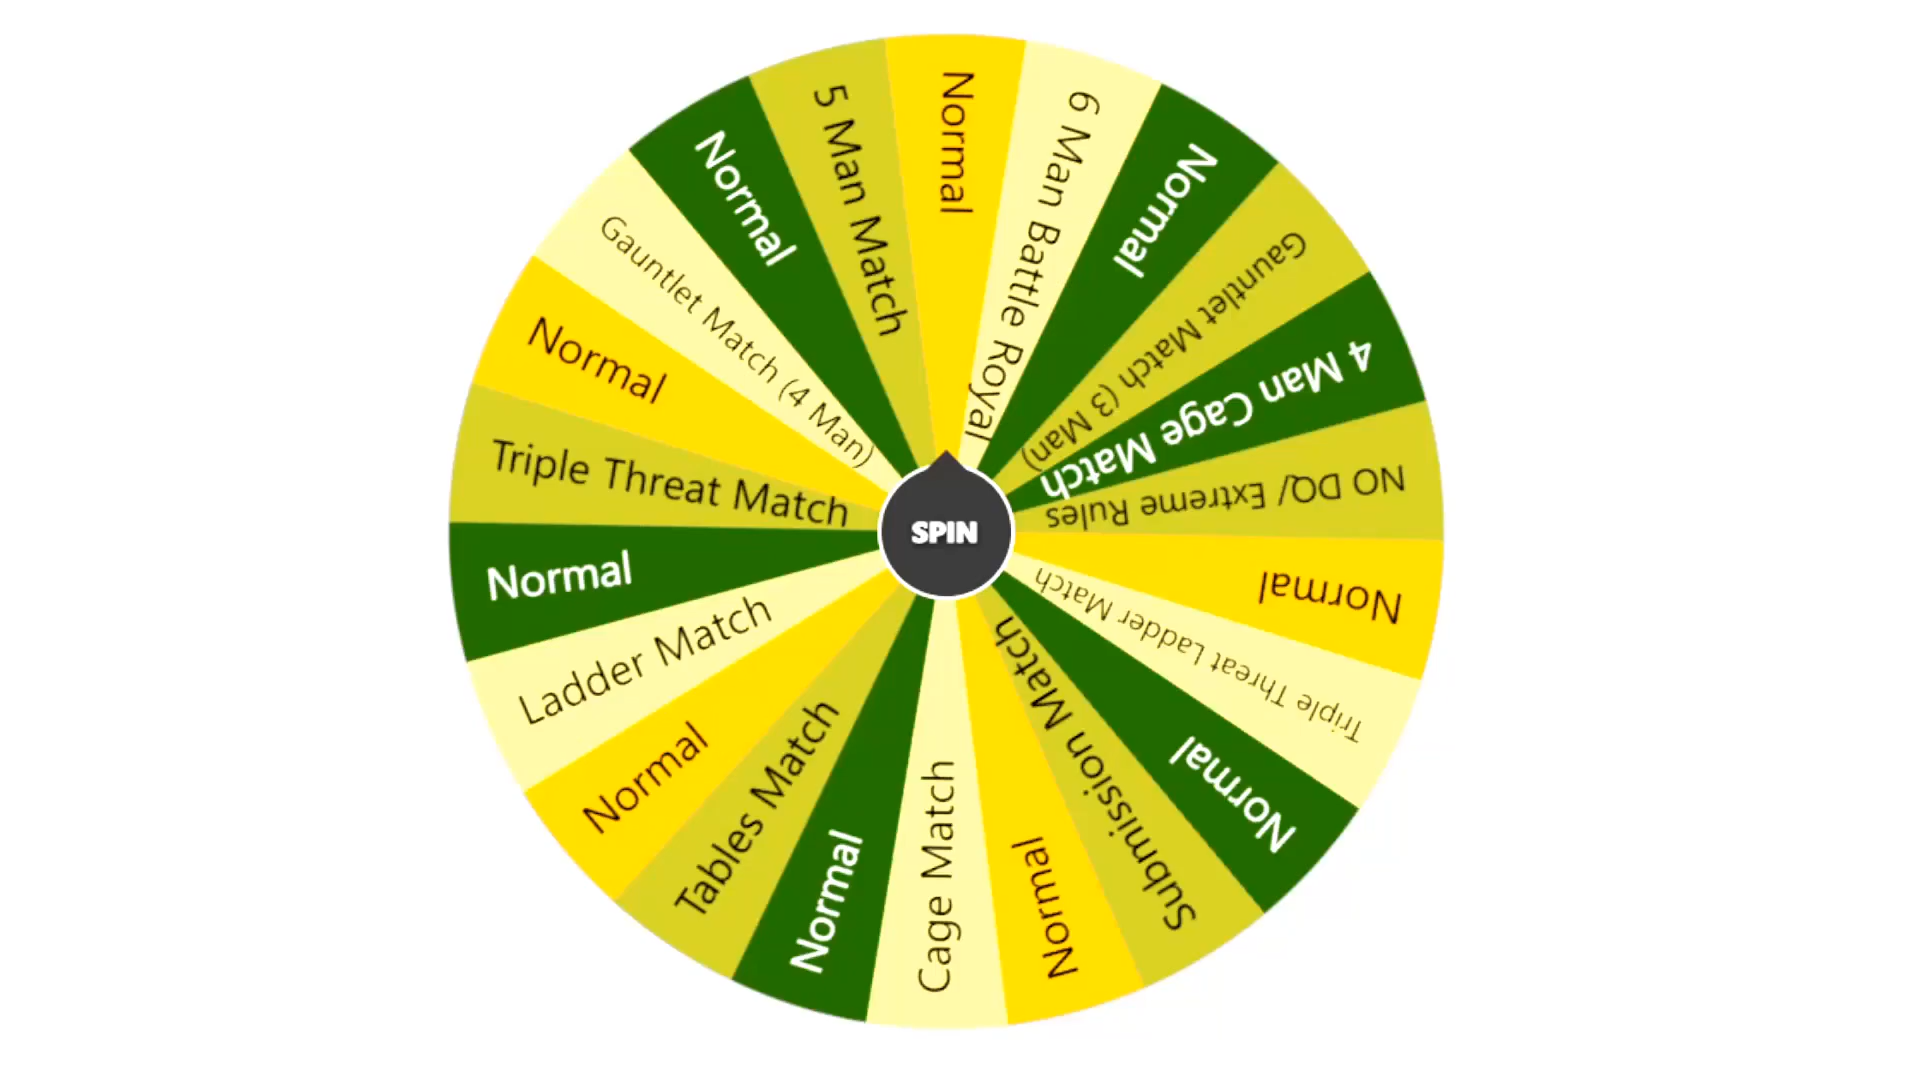 Normal
6 Man Battle Royal
Normal
Gauntlet Match (3 Man)
4 Man Cage Match
NO DQ/ Extreme Rules
Normal
Triple Threat Ladder Match
Normal
Submission Match
Normal
Cage Match
Normal
Tables Match
Normal
Ladder Match
Normal
Triple Threat Match
Normal
Gauntlet Match (4 Man)
Normal
5 Man Match
SPIN